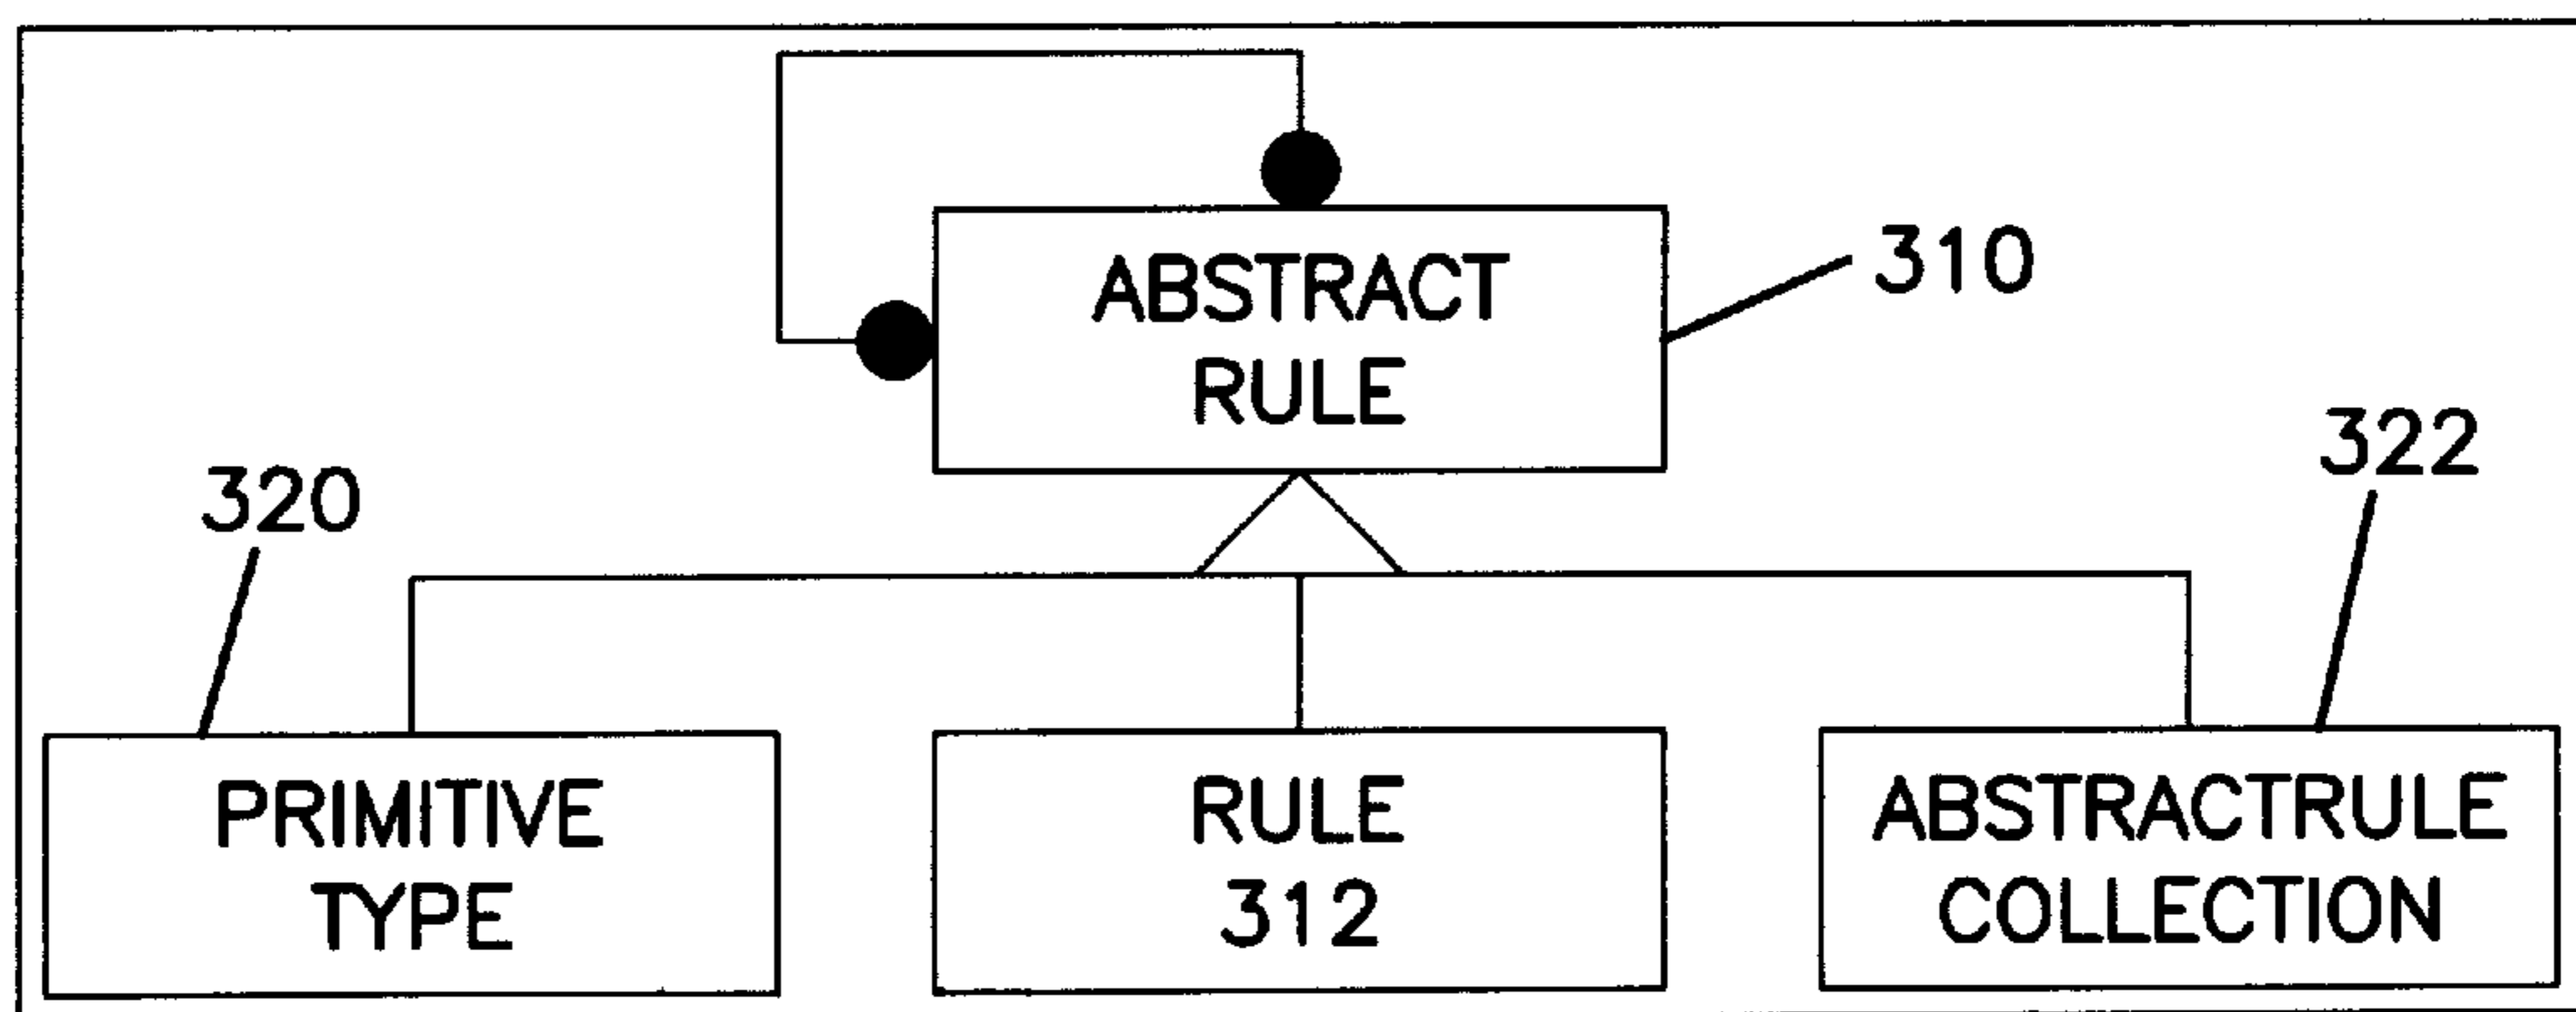 ABSTRACT
RULE
310
320
322
PRIMITIVE
TYPE
RULE
312
ABSTRACTRULE
COLLECTION